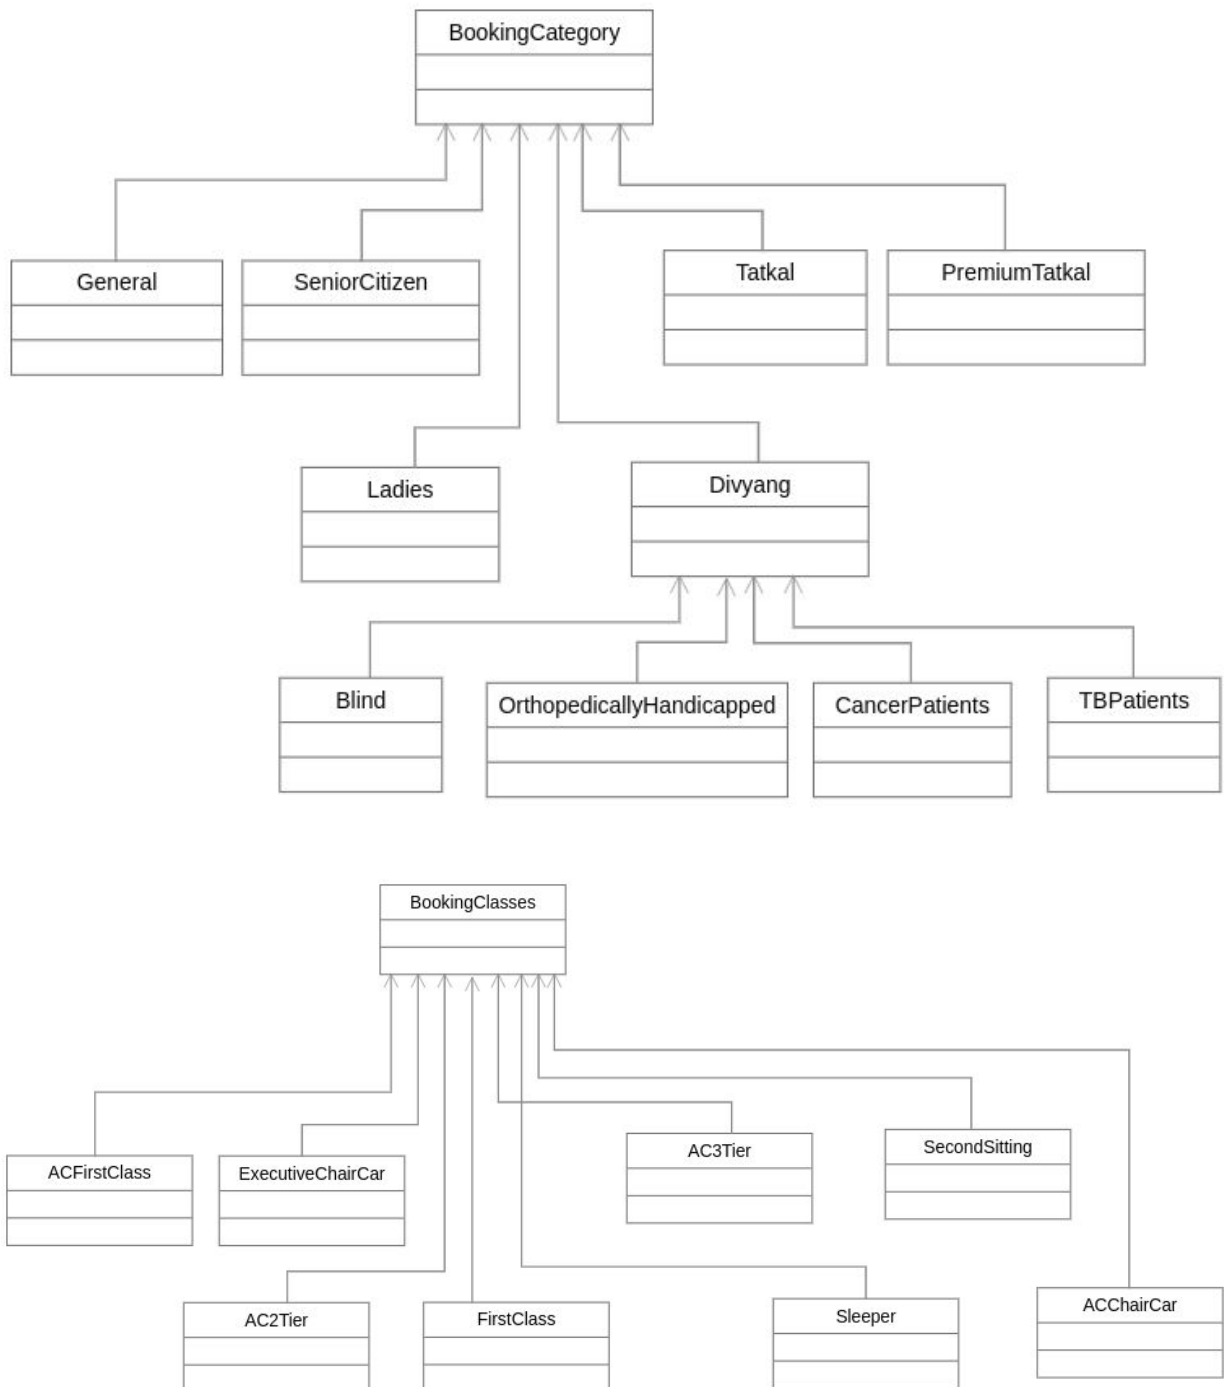 BookingCategory
General
SeniorCitizen
Tatkal
PremiumTatkal
Ladies
Divyang
Blind
OrthopedicallyHandicapped
CancerPatients
TBPatients
BookingClasses
ACFirstClass
ExecutiveChairCar
AC3Tier
SecondSitting
AC2Tier
FirstClass
Sleeper
ACChairCar